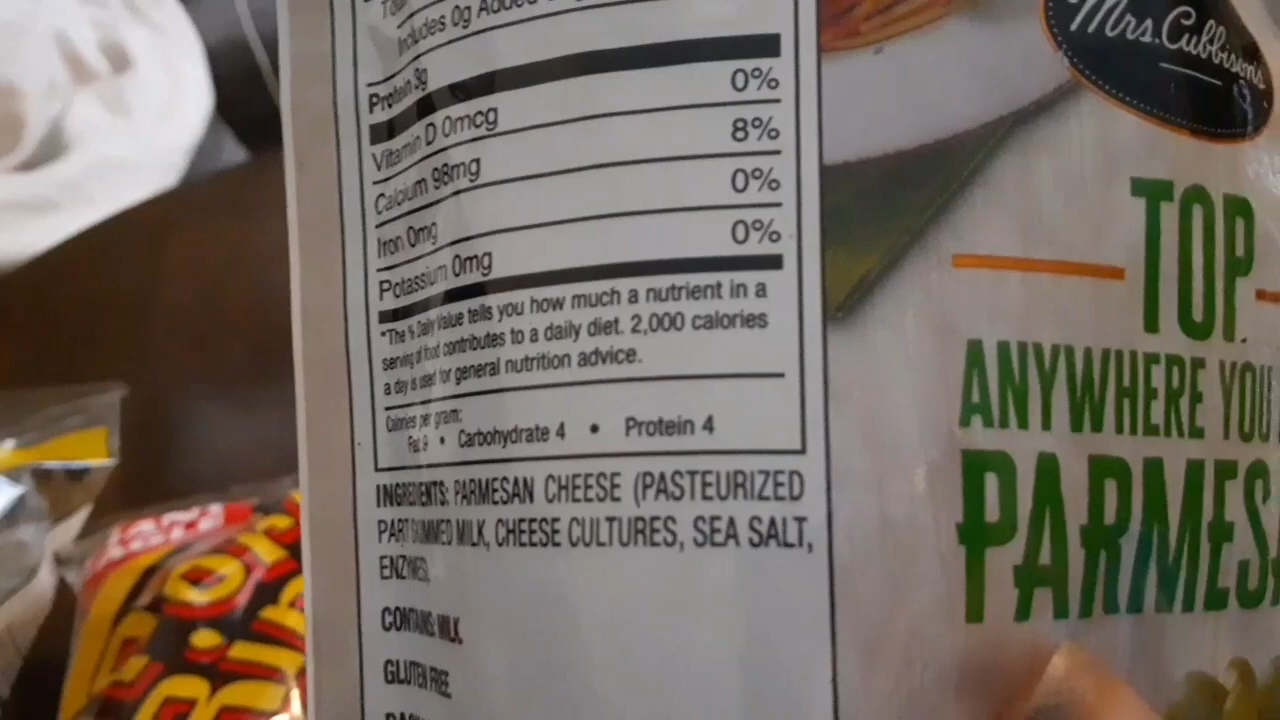 Includes 0g Added
Protein 9g
Vitamin D 0mcg 0%
Calcium 98mg 8%
Iron 0mg 0%
Potassium 0mg 0%
*The % Daily Value tells you how much a nutrient in a
serving of food contributes to a daily diet. 2,000 calories
a day is used for general nutrition advice.
Calories per gram:
Fat 9 • Carbohydrate 4 • Protein 4
INGREDIENTS: PARMESAN CHEESE (PASTEURIZED
PART SKIMMED MILK, CHEESE CULTURES, SEA SALT,
ENZYMES).
CONTAINS: MILK.
GLUTEN FREE.
Mrs. Cubbison's
TOP
ANYWHERE YOU
PARMES